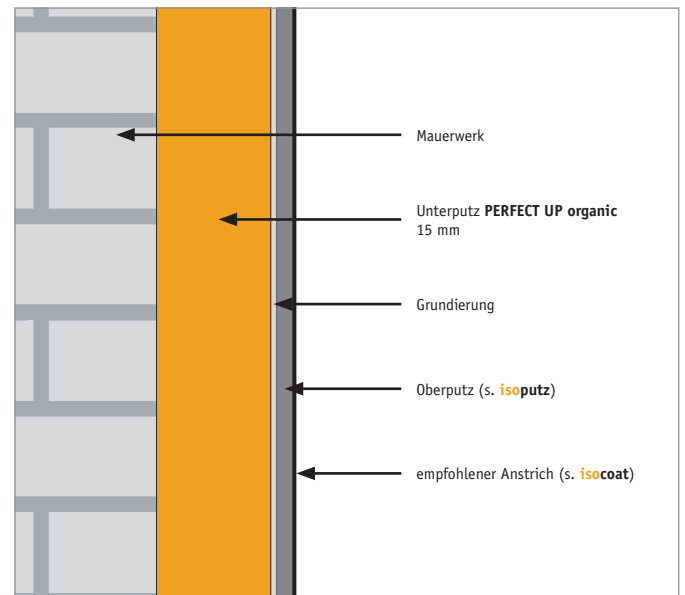 Mauerwerk
Unterputz PERFECT UP organic
15 mm
Grundierung
Oberputz (s. isoputz)
empfohlener Anstrich (s. isocoat)